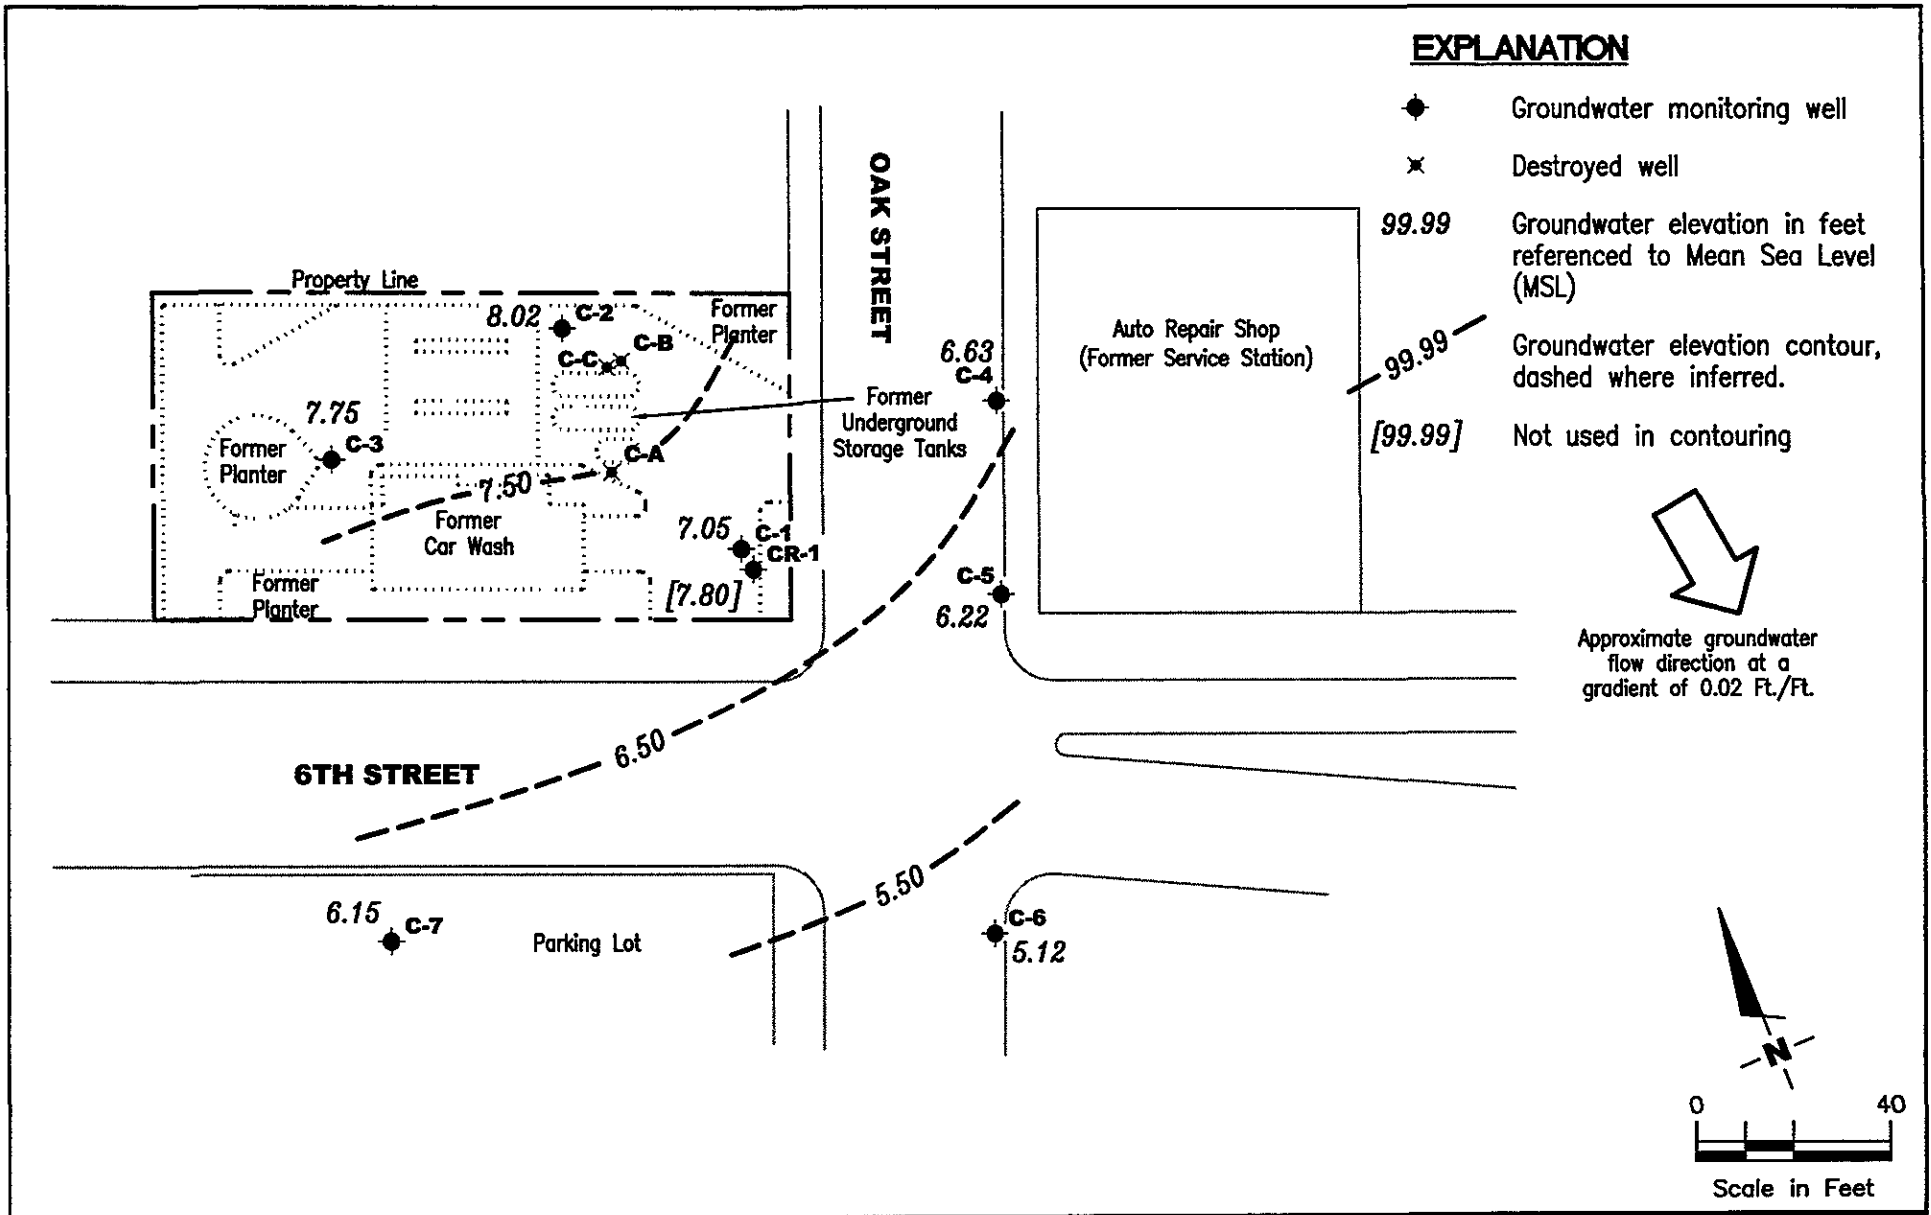 EXPLANATION
Groundwater monitoring well
Destroyed well
99.99
Groundwater elevation in feet
referenced to Mean Sea Level
(MSL)
99.99
Groundwater elevation contour,
dashed where inferred.
[99.99]
Not used in contouring
Approximate groundwater
flow direction at a
gradient of 0.02 Ft./Ft.
N
0 40
Scale in Feet
OAK STREET
Property Line
8.02
C-2
Former
Planter
C-C
C-B
6.63
C-4
Auto Repair Shop
(Former Service Station)
Former
Underground
Storage Tanks
7.75
C-3
Former
Planter
C-A
7.50
Former
Car Wash
7.05
C-1
CR-1
[7.80]
Former
Planter
C-5
6.22
6.50
6TH STREET
5.50
6.15
C-7
Parking Lot
C-6
5.12